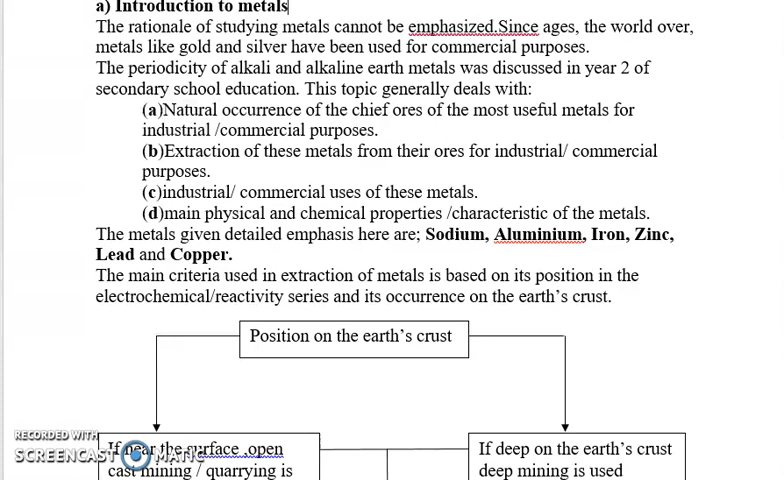 a) Introduction to metals
The rationale of studying metals cannot be emphasized.Since ages, the world over,
metals like gold and silver have been used for commercial purposes.
The periodicity of alkali and alkaline earth metals was discussed in year 2 of
secondary school education. This topic generally deals with:
(a)Natural occurrence of the chief ores of the most useful metals for
industrial /commercial purposes.
(b)Extraction of these metals from their ores for industrial/ commercial
purposes.
(c)industrial/ commercial uses of these metals.
(d)main physical and chemical properties /characteristic of the metals.
The metals given detailed emphasis here are; Sodium, Aluminium, Iron, Zinc,
Lead and Copper.
The main criteria used in extraction of metals is based on its position in the
electrochemical/reactivity series and its occurrence on the earth’s crust.
Position on the earth’s crust
If near the surface ,open
cast mining / quarrying is
If deep on the earth’s crust
deep mining is used
RECORDED WITH
SCREENCAST MATIC